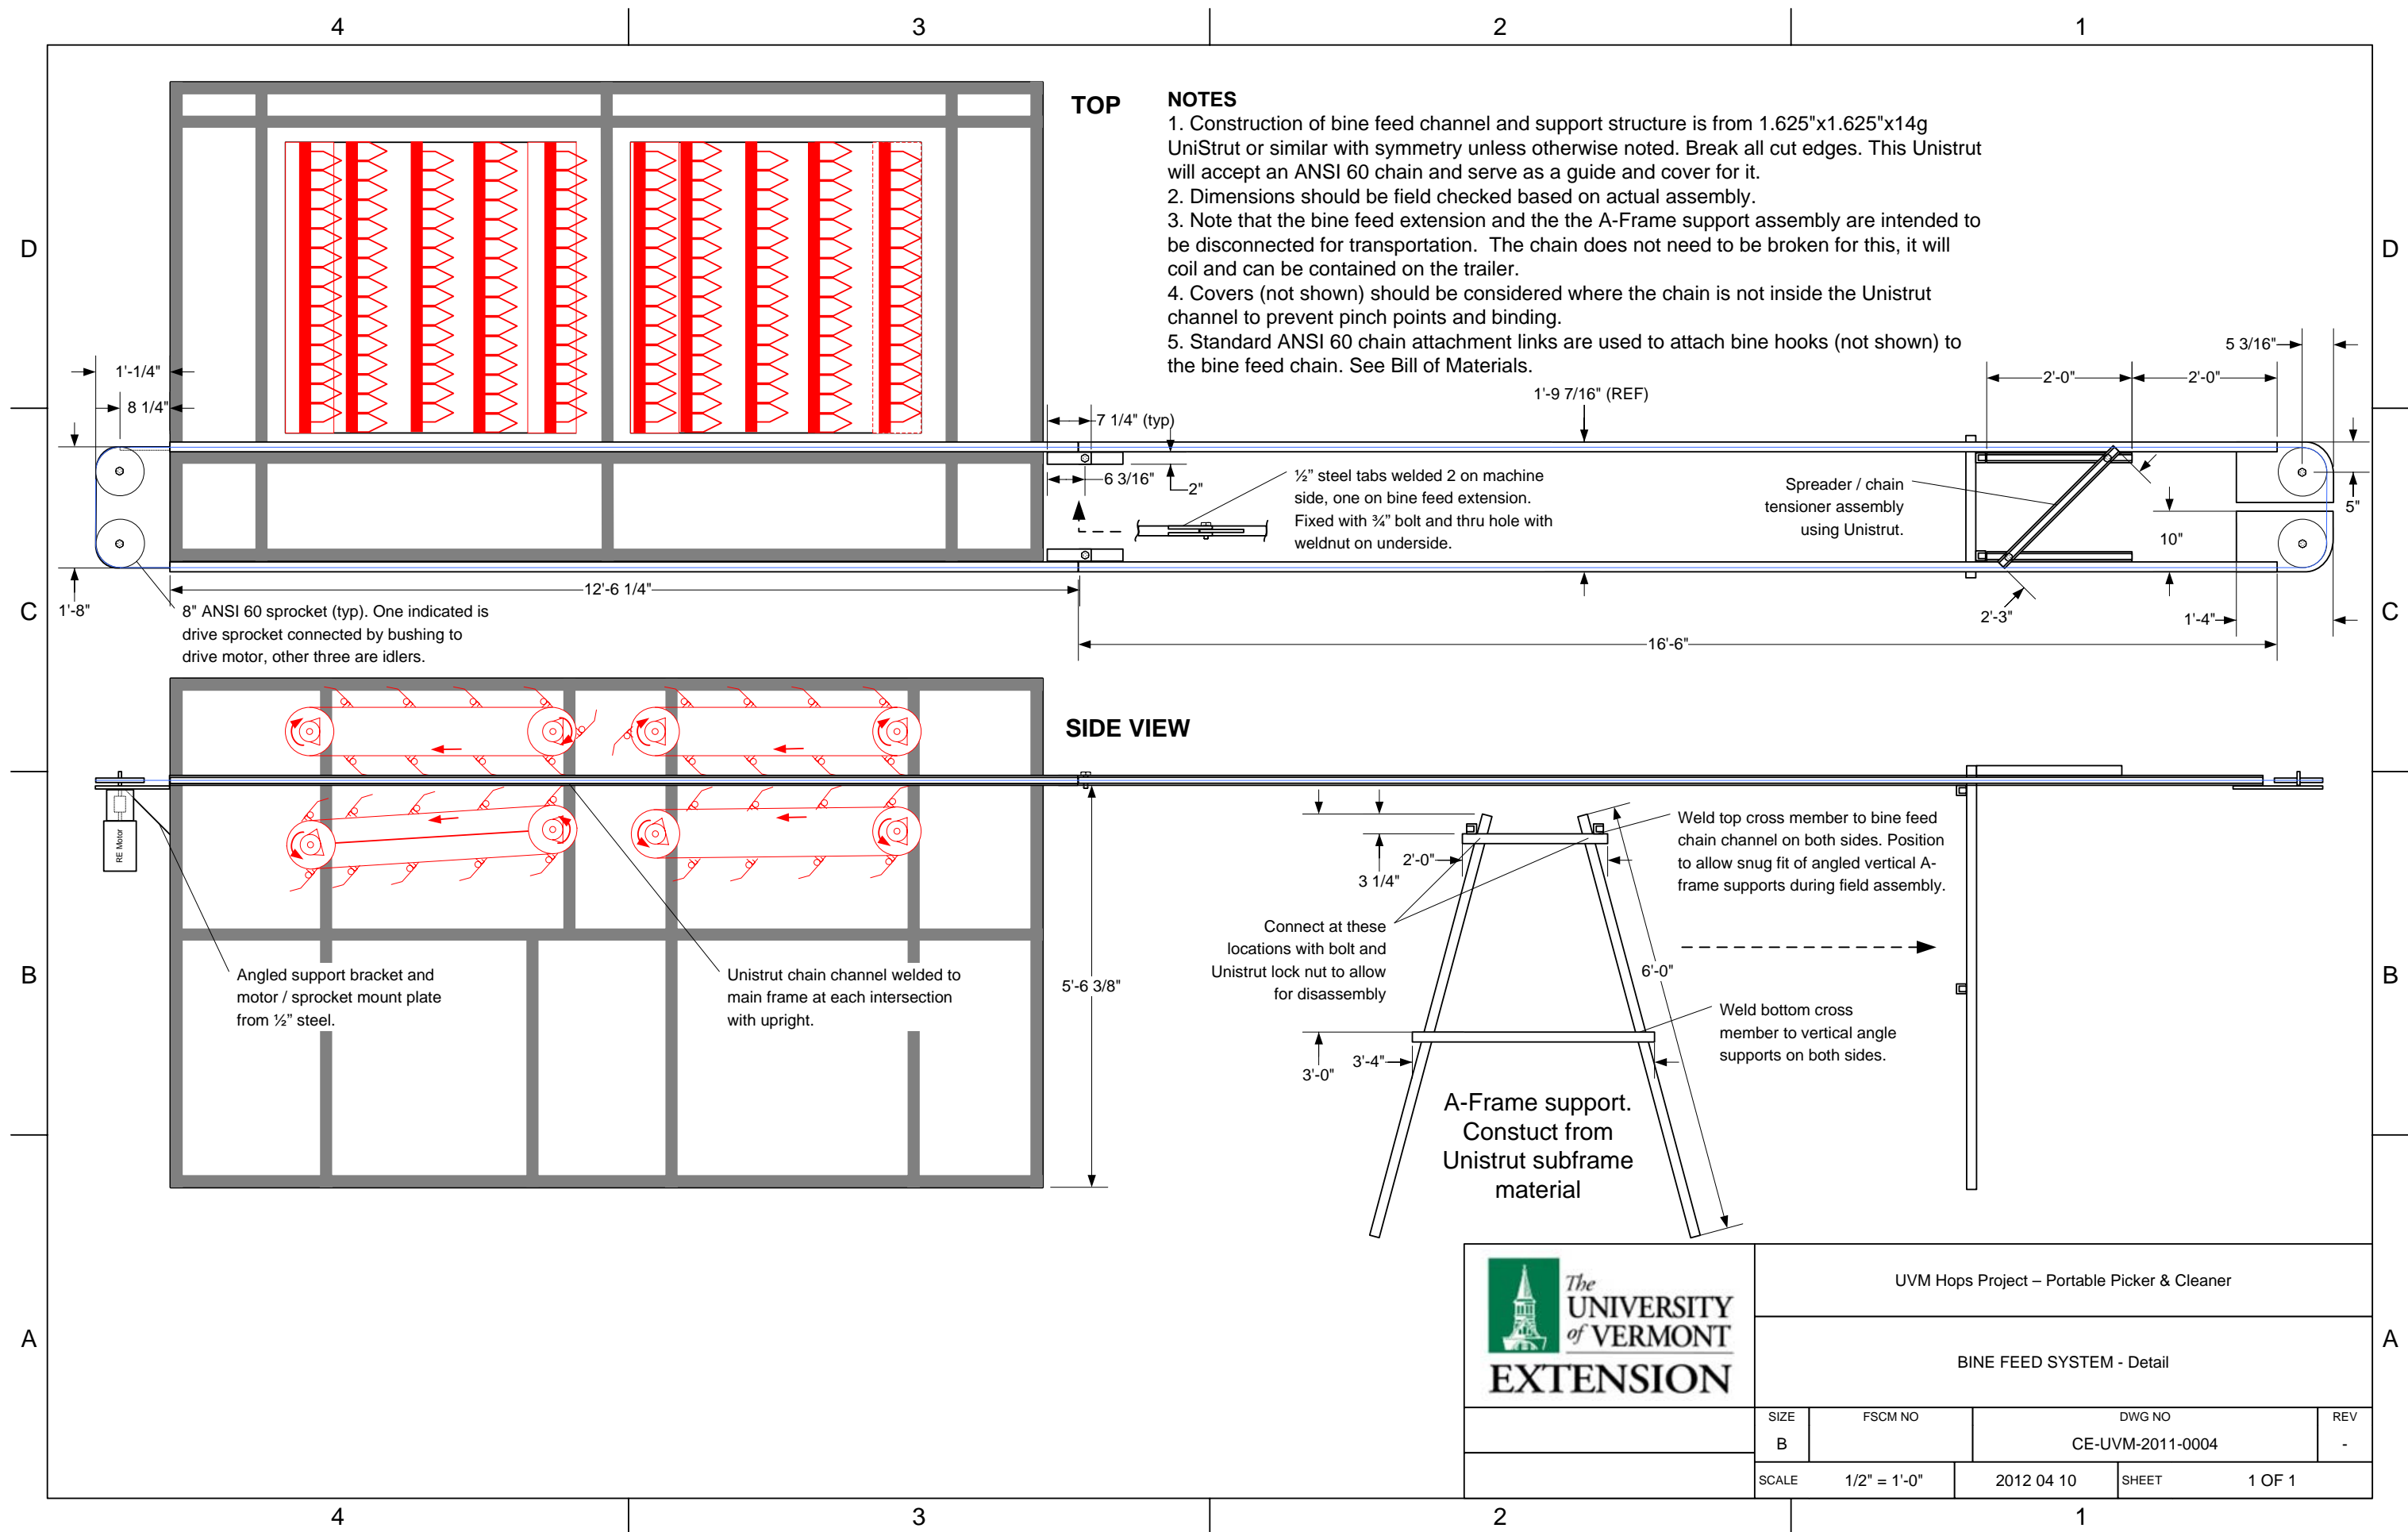 4 3 2 1
TOP
NOTES
1. Construction of bine feed channel and support structure is from 1.625"x1.625"x14g
UniStrut or similar with symmetry unless otherwise noted. Break all cut edges. This Unistrut
will accept an ANSI 60 chain and serve as a guide and cover for it.
2. Dimensions should be field checked based on actual assembly.
3. Note that the bine feed extension and the the A-Frame support assembly are intended to
be disconnected for transportation. The chain does not need to be broken for this, it will
coil and can be contained on the trailer.
4. Covers (not shown) should be considered where the chain is not inside the Unistrut
channel to prevent pinch points and binding.
5. Standard ANSI 60 chain attachment links are used to attach bine hooks (not shown) to
the bine feed chain. See Bill of Materials.
D
D
1'-1/4"
8 1/4"
7 1/4" (typ)
1'-9 7/16" (REF)
2'-0"
2'-0"
5 3/16"
6 3/16"
2"
½" steel tabs welded 2 on machine
side, one on bine feed extension.
Fixed with ¾" bolt and thru hole with
weldnut on underside.
Spreader / chain
tensioner assembly
using Unistrut.
5"
10"
12'-6 1/4"
1'-8"
C
C
8" ANSI 60 sprocket (typ). One indicated is
drive sprocket connected by bushing to
drive motor, other three are idlers.
2'-3"
1'-4"
16'-6"
SIDE VIEW
RE Motor
2'-0"
3 1/4"
Weld top cross member to bine feed
chain channel on both sides. Position
to allow snug fit of angled vertical A-
frame supports during field assembly.
Connect at these
locations with bolt and
Unistrut lock nut to allow
for disassembly
6'-0"
B
B
Angled support bracket and
motor / sprocket mount plate
from ½" steel.
Unistrut chain channel welded to
main frame at each intersection
with upright.
5'-6 3/8"
Weld bottom cross
member to vertical angle
supports on both sides.
3'-4"
3'-0"
A-Frame support.
Constuct from
Unistrut subframe
material
A
A
The
UNIVERSITY
of VERMONT
EXTENSION
UVM Hops Project – Portable Picker & Cleaner
BINE FEED SYSTEM - Detail
SIZE FSCM NO DWG NO REV
B CE-UVM-2011-0004 -
SCALE 1/2" = 1'-0" 2012 04 10 SHEET 1 OF 1
4 3 2 1